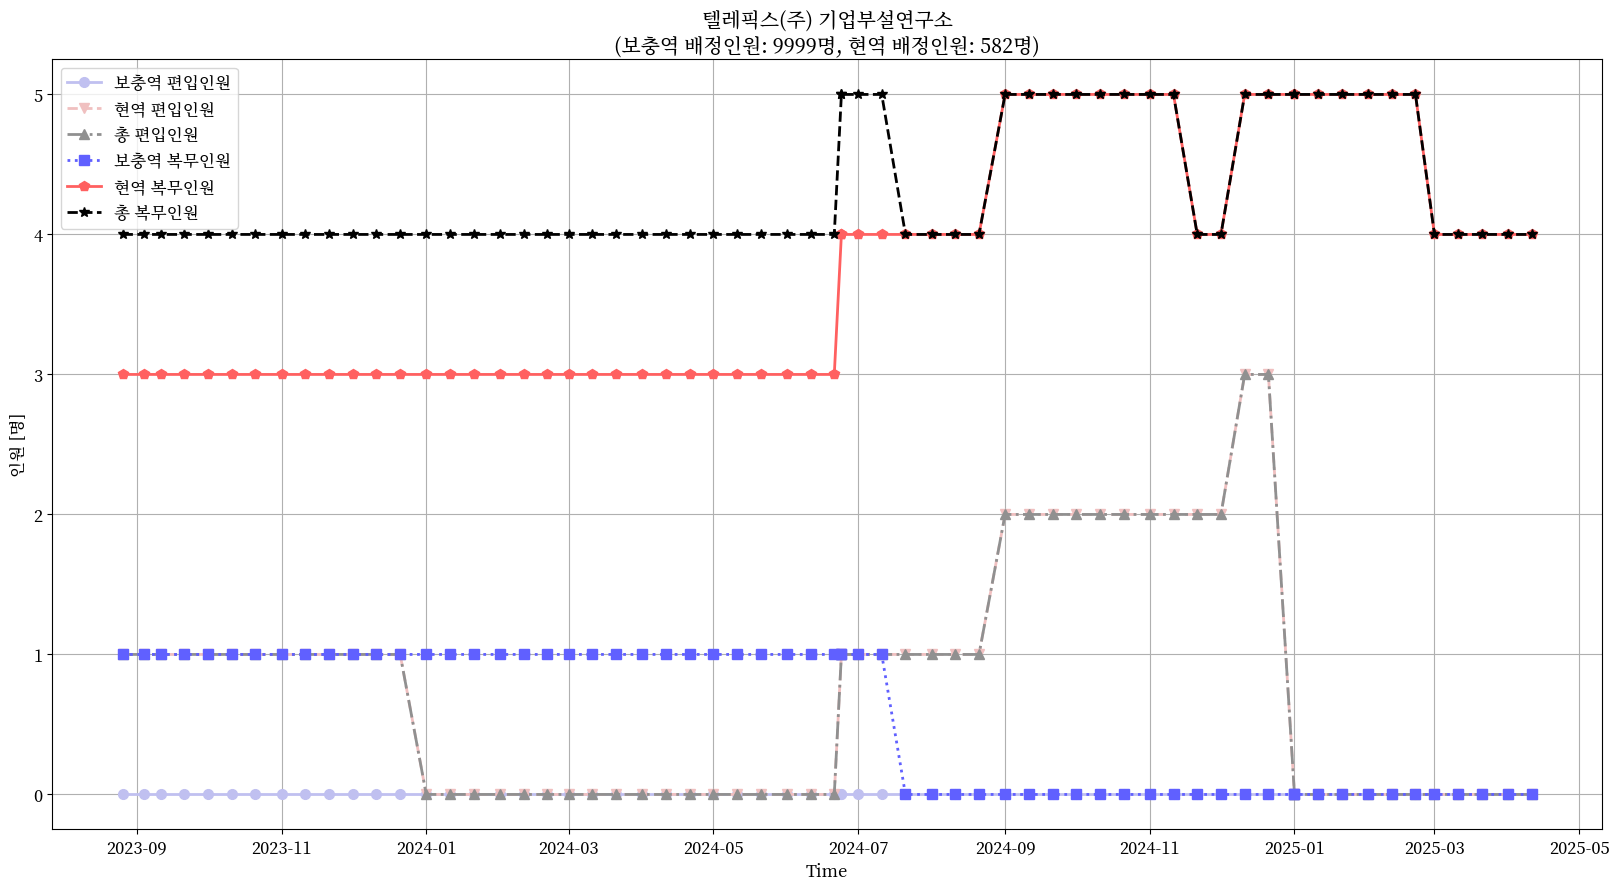 텔레픽스(주) 기업부설연구소
(보충역 배정인원: 9999명, 현역 배정인원: 582명)
보충역 편입인원
현역 편입인원
총 편입인원
보충역 복무인원
현역 복무인원
총 복무인원
5
4
3
2
1
0
인원 [명]
2023-09 2023-11 2024-01 2024-03 2024-05 2024-07 2024-09 2024-11 2025-01 2025-03 2025-05
Time